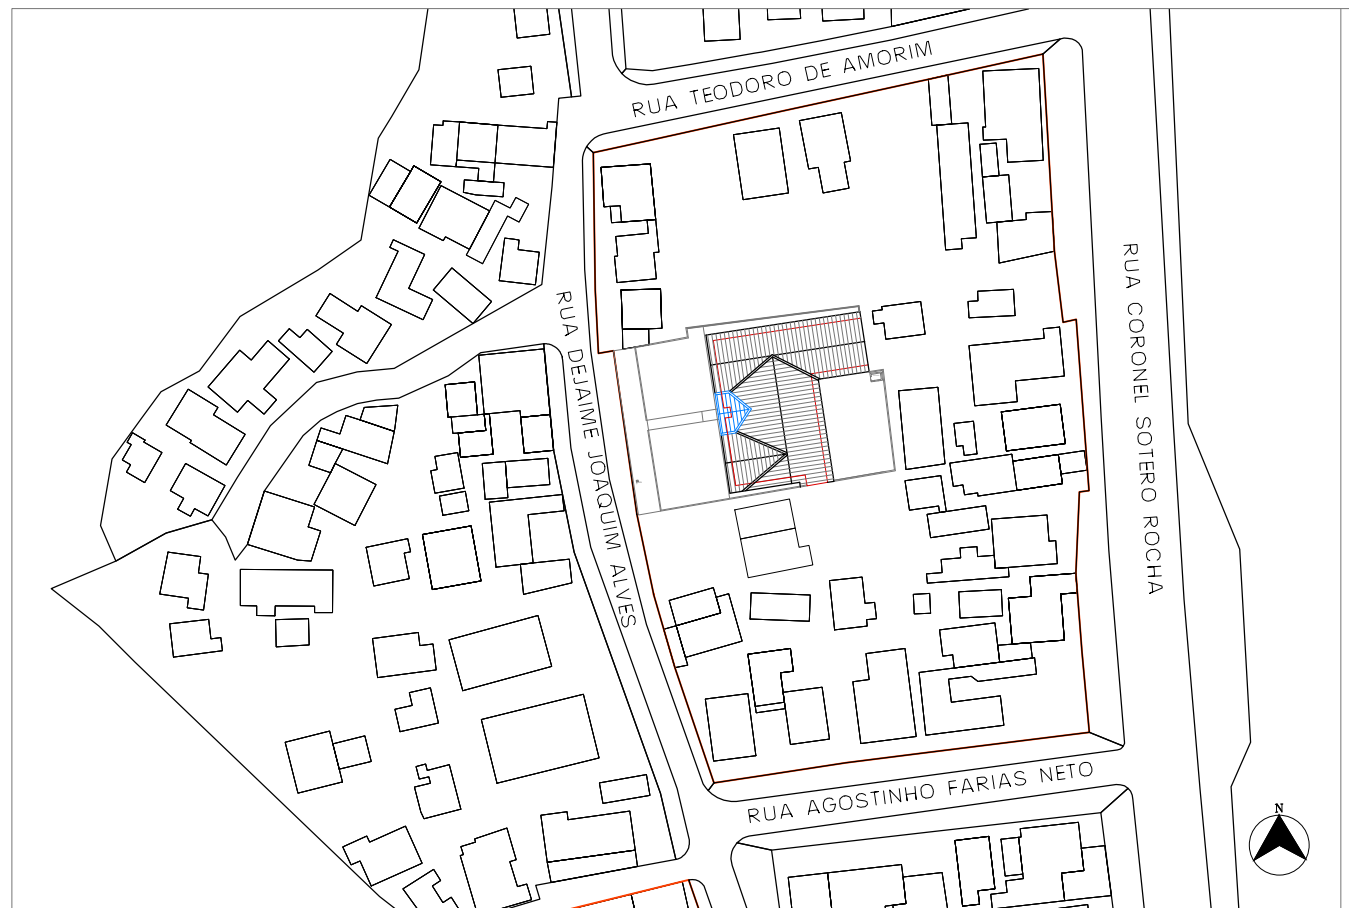 RUA TEODORO DE AMORIM
RUA CORONEL SOTERO ROCHA
RUA DEJAIME JOAQUIM ALVES
RUA AGOSTINHO FARIAS NETO
N